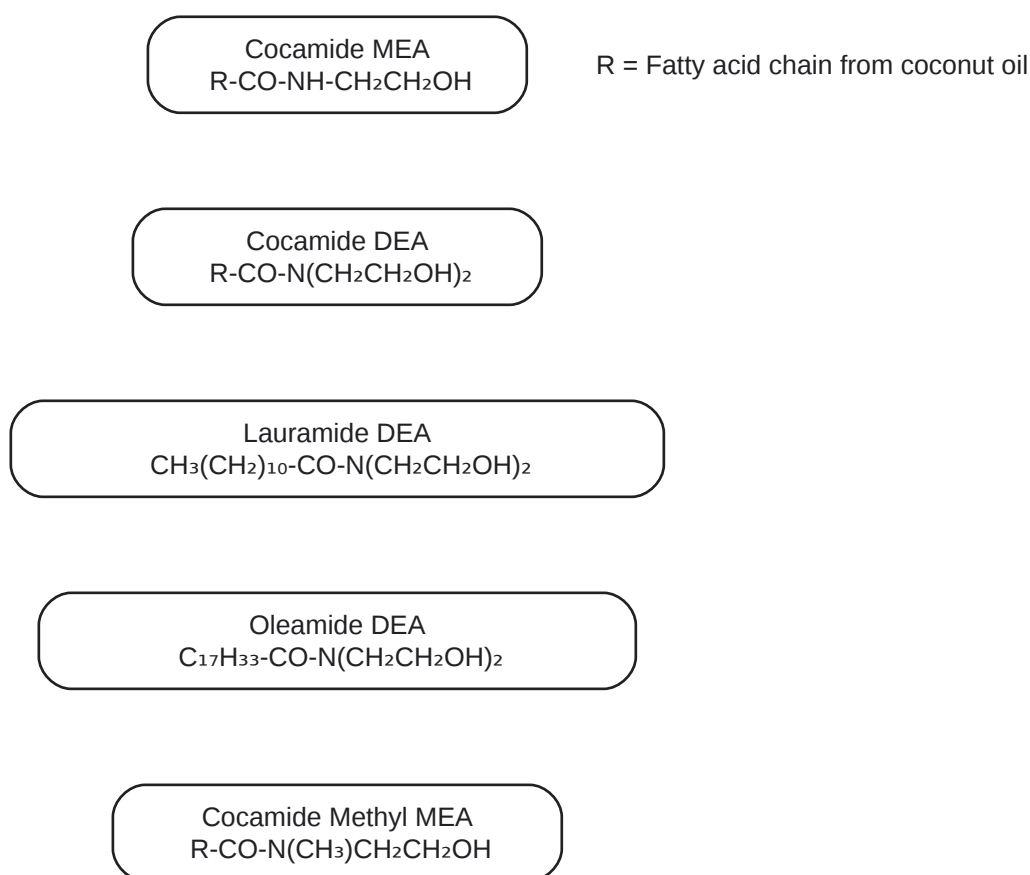 Cocamide MEA
R-CO-NH-CH₂CH₂OH
R = Fatty acid chain from coconut oil
Cocamide DEA
R-CO-N(CH₂CH₂OH)₂
Lauramide DEA
CH₃(CH₂)₁₀-CO-N(CH₂CH₂OH)₂
Oleamide DEA
C₁₇H₃₃-CO-N(CH₂CH₂OH)₂
Cocamide Methyl MEA
R-CO-N(CH₃)CH₂CH₂OH